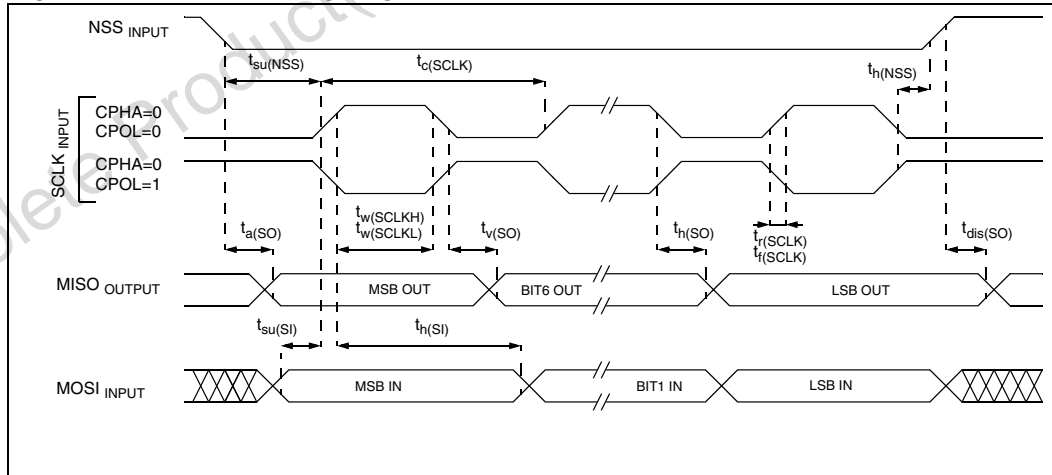 NSS INPUT
tsu(NSS)
tc(SCLK)
th(NSS)
SCLK INPUT
CPHA=0
CPOL=0
CPHA=0
CPOL=1
ta(SO)
tw(SCLKH)
tw(SCLKL)
tv(SO)
th(SO)
tr(SCLK)
tf(SCLK)
tdis(SO)
MISO OUTPUT
MSB OUT
BIT6 OUT
LSB OUT
tsu(SI)
th(SI)
MOSI INPUT
MSB IN
BIT1 IN
LSB IN